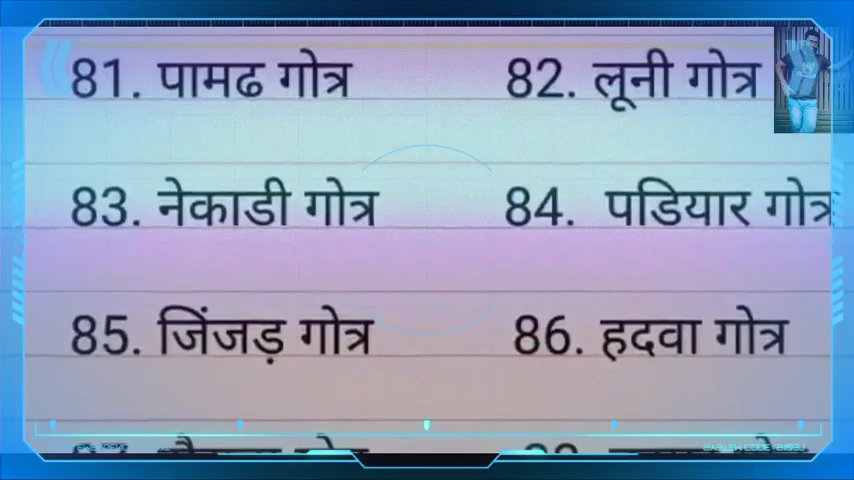 81. पामढ गोत्र 82. लूनी गोत्र
83. नेकाडी गोत्र 84. पडियार गोत्र
85. जिंजड़ गोत्र 86. हदवा गोत्र